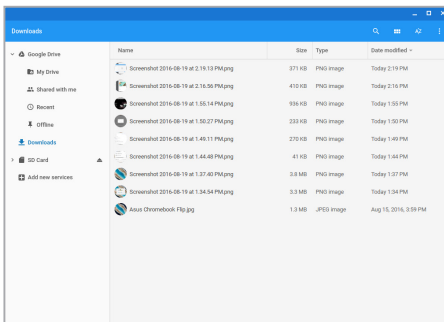 Downloads
AZ
Google Drive
My Drive
Shared with me
Recent
Offline
Downloads
SD Card
Add new services
Name Size Type Date modified
Screenshot 2016-08-19 at 2.19.13 PM.png 371 KB PNG image Today 2:19 PM
Screenshot 2016-08-19 at 2.16.56 PM.png 410 KB PNG image Today 2:16 PM
Screenshot 2016-08-19 at 1.55.14 PM.png 936 KB PNG image Today 1:55 PM
Screenshot 2016-08-19 at 1.50.27 PM.png 233 KB PNG image Today 1:50 PM
Screenshot 2016-08-19 at 1.49.11 PM.png 270 KB PNG image Today 1:49 PM
Screenshot 2016-08-19 at 1.44.48 PM.png 41 KB PNG image Today 1:44 PM
Screenshot 2016-08-19 at 1.37.40 PM.png 3.8 MB PNG image Today 1:37 PM
Screenshot 2016-08-19 at 1.34.54 PM.png 3.3 MB PNG image Today 1:34 PM
Asus Chromebook Flip.jpg 1.3 MB JPEG image Aug 15, 2016, 3:59 PM